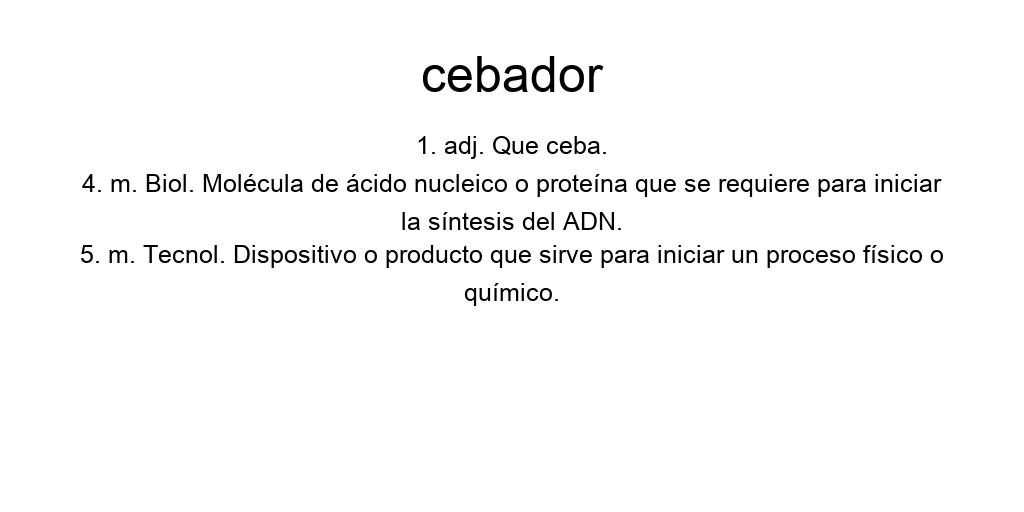 cebador
1. adj. Que ceba.
4. m. Biol. Molécula de ácido nucleico o proteína que se requiere para iniciar
la síntesis del ADN.
5. m. Tecnol. Dispositivo o producto que sirve para iniciar un proceso físico o
químico.